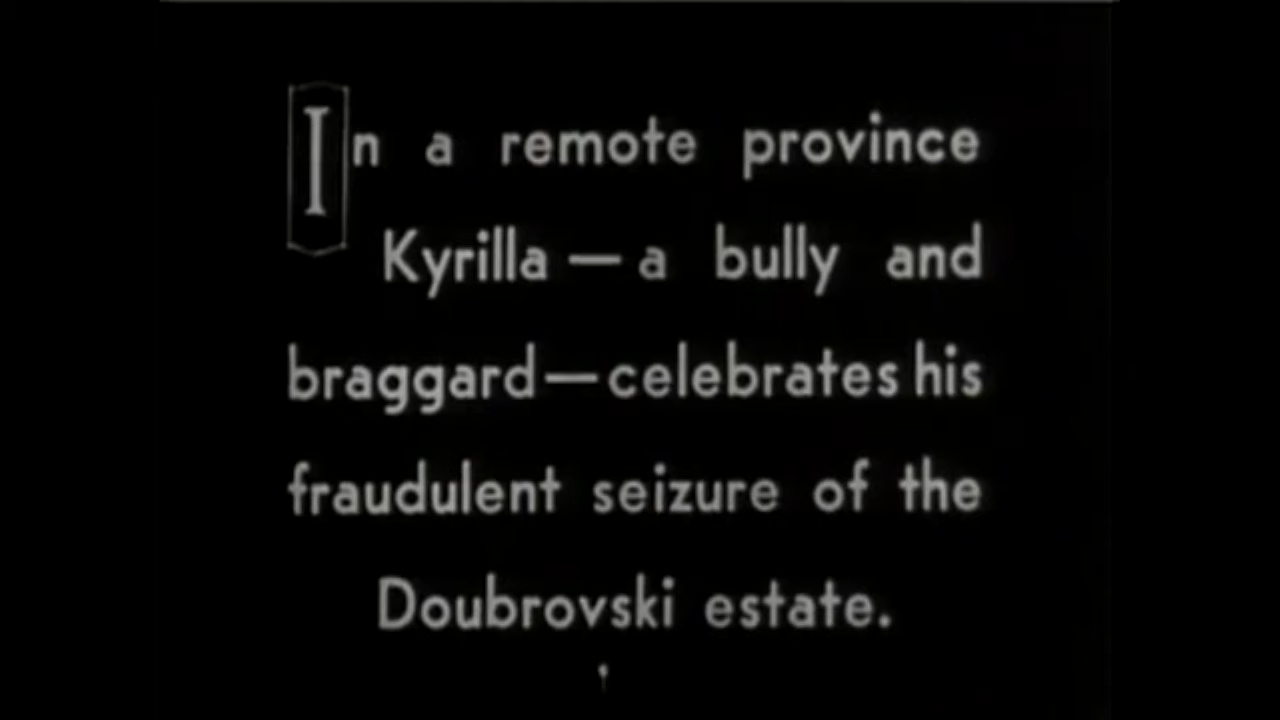 In a remote province
Kyrilla — a bully and
braggard—celebrates his
fraudulent seizure of the
Doubrovski estate.